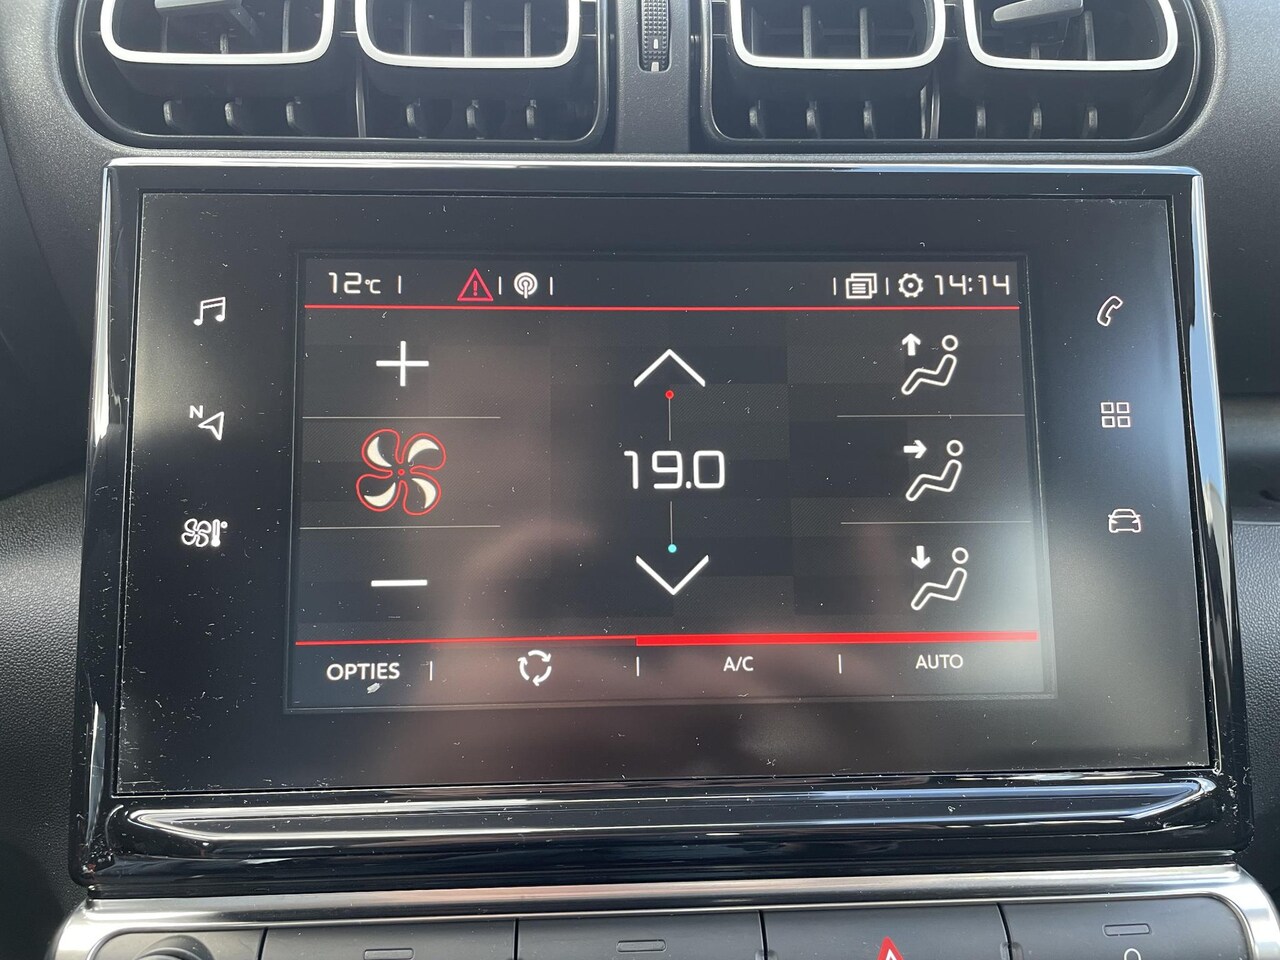 12°C
14:14
N
19.0
OPTIES
A/C
AUTO